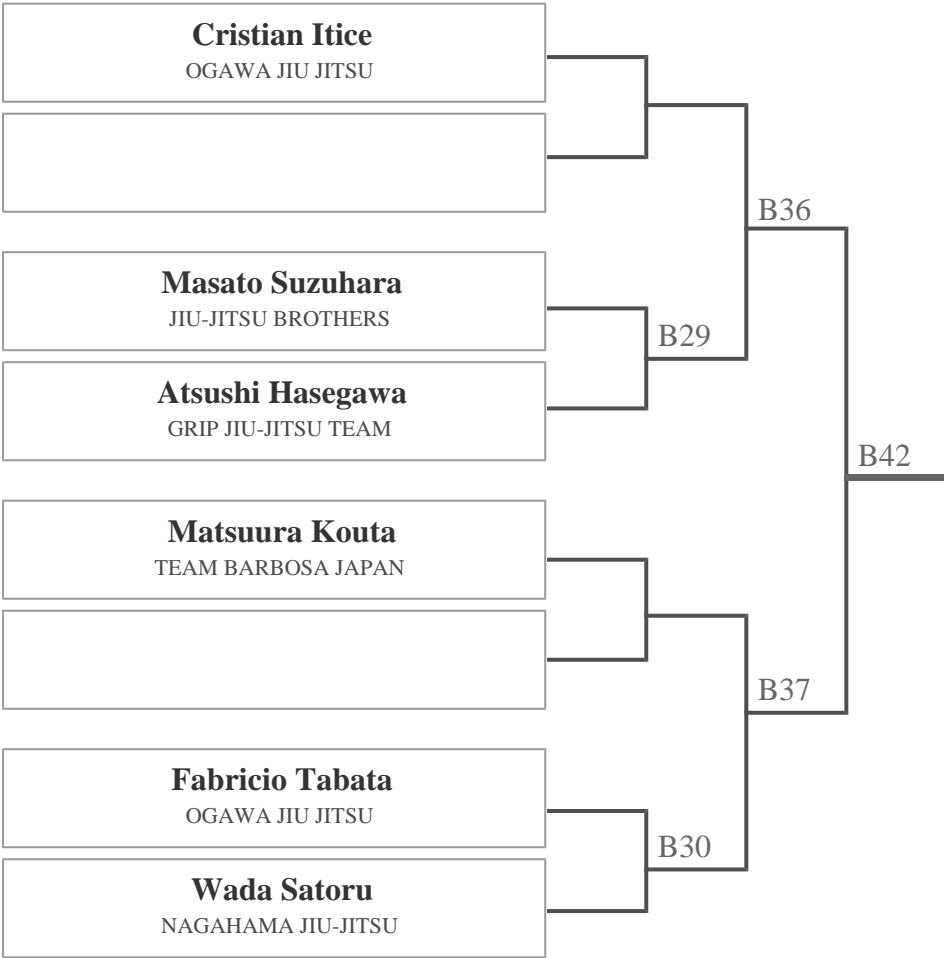 Cristian Itice
OGAWA JIU JITSU
B36
Masato Suzuhara
JIU-JITSU BROTHERS
B29
Atsushi Hasegawa
GRIP JIU-JITSU TEAM
B42
Matsuura Kouta
TEAM BARBOSA JAPAN
B37
Fabricio Tabata
OGAWA JIU JITSU
B30
Wada Satoru
NAGAHAMA JIU-JITSU